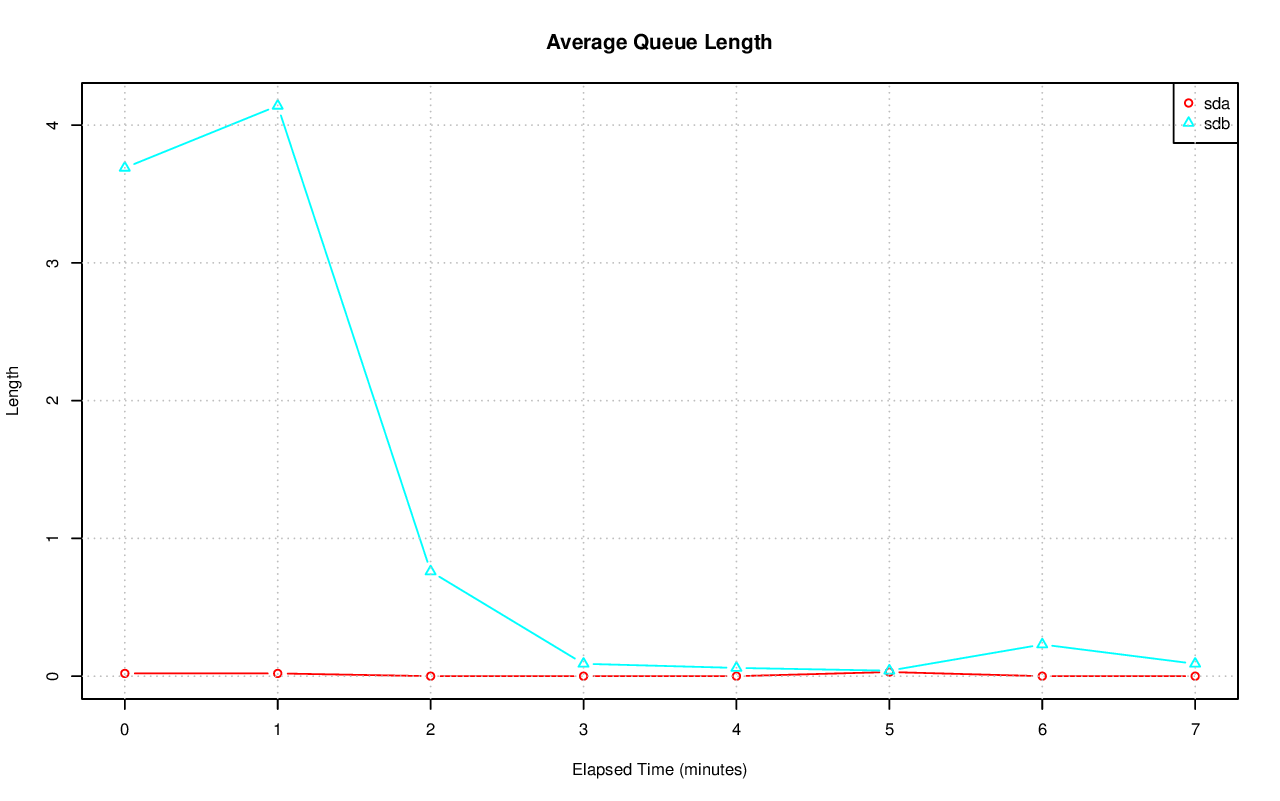 Average Queue Length
sda
sdb
Length
4
3
2
1
0
0 1 2 3 4 5 6 7
Elapsed Time (minutes)